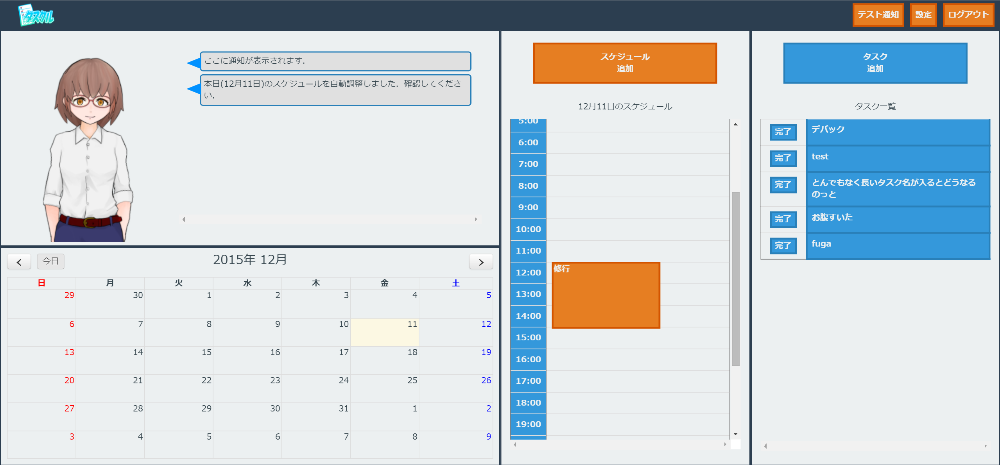 タスクル
テスト通知
設定
ログアウト
ここに通知が表示されます.
本日(12月11日)のスケジュールを自動調整しました. 確認してくださ
い.
2015年 12月
今日
日 月 火 水 木 金 土
29 30 1 2 3 4 5
6 7 8 9 10 11 12
13 14 15 16 17 18 19
20 21 22 23 24 25 26
27 28 29 30 31 1 2
3 4 5 6 7 8 9
スケジュール
追加
12月11日のスケジュール
5:00
6:00
7:00
8:00
9:00
10:00
11:00
12:00 修行
13:00
14:00
15:00
16:00
17:00
18:00
19:00
タスク
追加
タスク一覧
完了 デバック
完了 test
完了 とんでもなく長いタスク名が入るとどうなる
のっと
完了 お腹すいた
完了 fuga